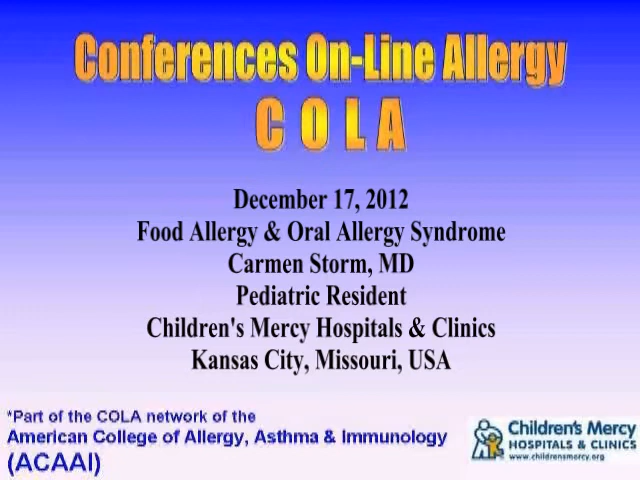 Conferences On-Line Allergy
C O L A
December 17, 2012
Food Allergy & Oral Allergy Syndrome
Carmen Storm, MD
Pediatric Resident
Children's Mercy Hospitals & Clinics
Kansas City, Missouri, USA
*Part of the COLA network of the
American College of Allergy, Asthma & Immunology
(ACAAI)
Children's Mercy
HOSPITALS & CLINICS
www.childrensmercy.org